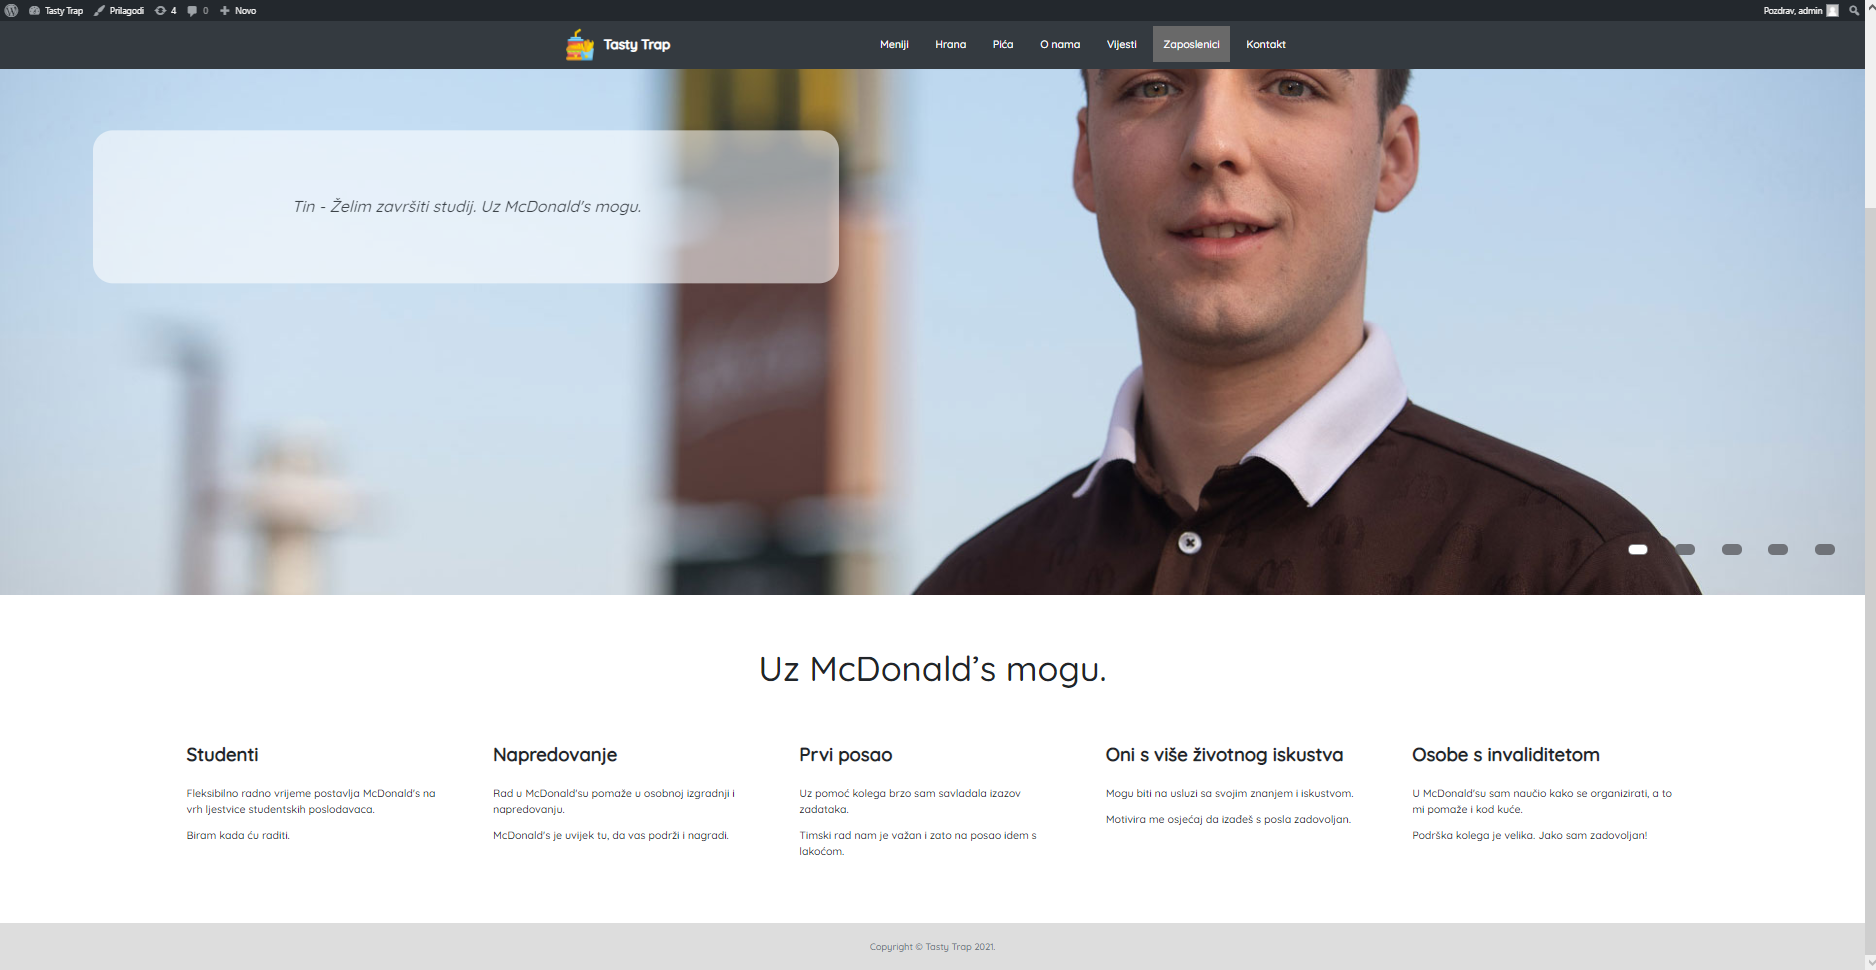 Tasty Trap Prilagodi 4 0 Novo Pozdrav, admin
Tasty Trap Meniji Hrana Pića O nama Vijesti Zaposlenici Kontakt
Tin - Želim završiti studij. Uz McDonald's mogu.
Uz McDonald’s mogu.
Studenti
Fleksibilno radno vrijeme postavlja McDonald's na
vrh ljestvice studentskih poslodavaca.
Biram kada ću raditi.
Napredovanje
Rad u McDonald'su pomaže u osobnoj izgradnji i
napredovanju.
McDonald's je uvijek tu, da vas podrži i nagradi.
Prvi posao
Uz pomoć kolega brzo sam savladala izazov
zadataka.
Timski rad nam je važan i zato na posao idem s
lakoćom.
Oni s više životnog iskustva
Mogu biti na usluzi sa svojim znanjem i iskustvom.
Motivira me osjećaj da izađeš s posla zadovoljan.
Osobe s invaliditetom
U McDonald'su sam naučio kako se organizirati, a to
mi pomaže i kod kuće.
Podrška kolega je velika. Jako sam zadovoljan!
Copyright © Tasty Trap 2021.